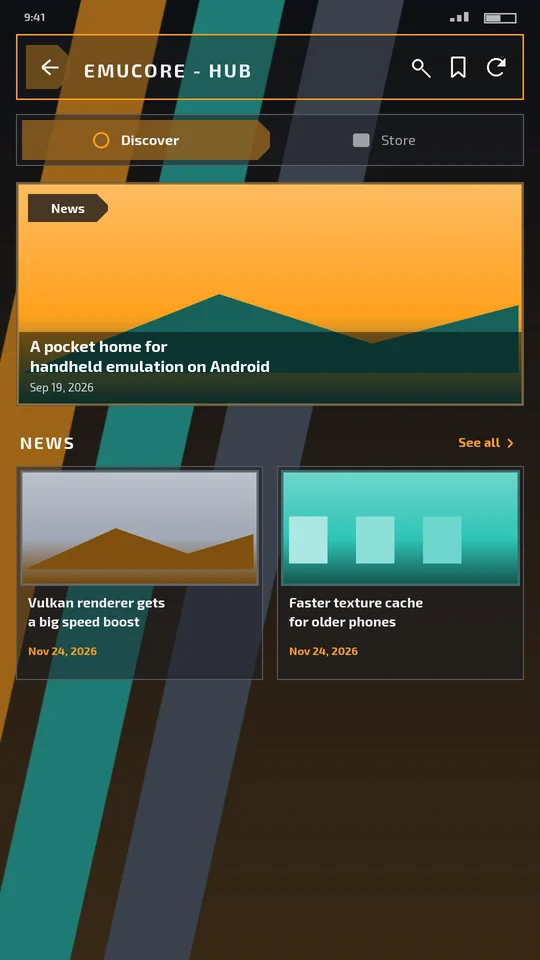 9:41
EMUCORE - HUB
Discover
Store
News
A pocket home for
handheld emulation on Android
Sep 19, 2026
NEWS
See all
Vulkan renderer gets
a big speed boost
Nov 24, 2026
Faster texture cache
for older phones
Nov 24, 2026